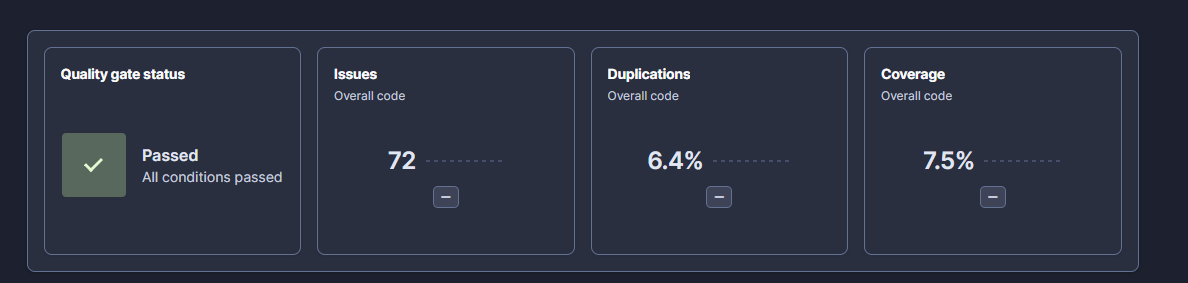 Quality gate status
Passed
All conditions passed
Issues
Overall code
72
Duplications
Overall code
6.4%
Coverage
Overall code
7.5%